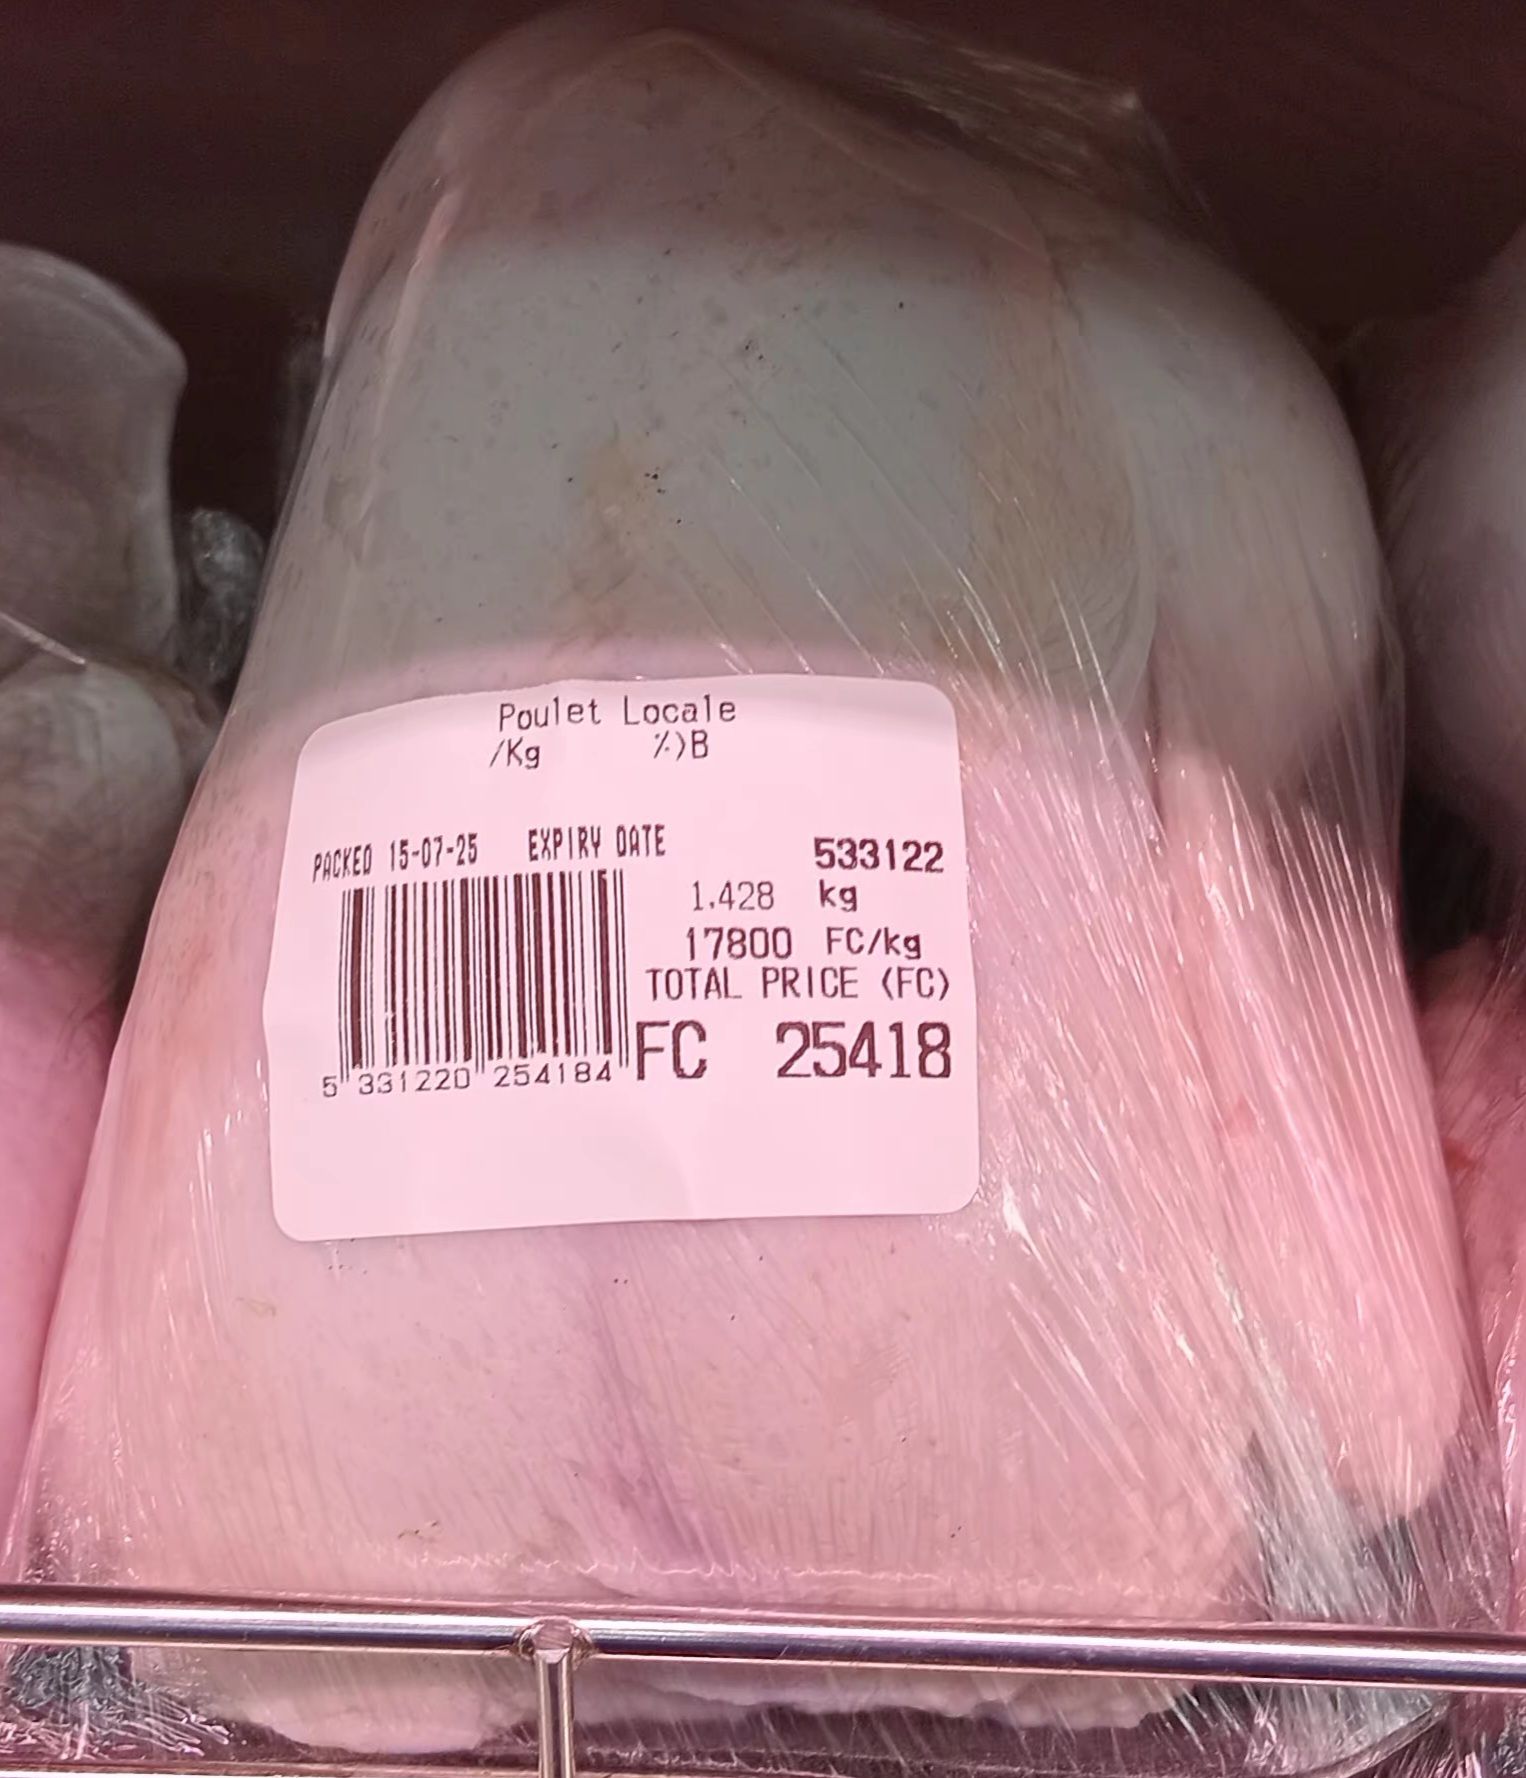 Poulet Locale
/Kg %)B
PACKED 15-07-25 EXPIRY DATE
533122
1.428 kg
17800 FC/kg
TOTAL PRICE (FC)
FC 25418
5 331220 254184